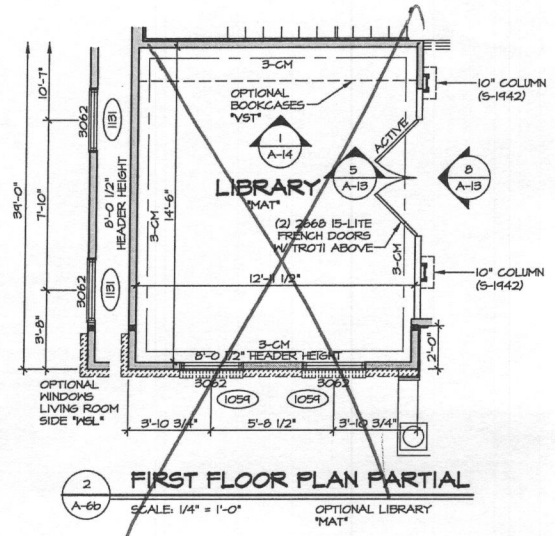 3-CM
10" COLUMN
(S-1942)
OPTIONAL
BOOKCASES
"VST"
10'-7"
3062
1131
ACTIVE
1
A-14
5
A-13
8
A-13
LIBRARY
"MAT"
39'-0"
7'-10"
8'-0 1/2"
HEADER HEIGHT
3-CM
14'-6"
(2) 2668 15-LITE
FRENCH DOORS
W/ TR071 ABOVE
3-CM
3062
1131
12'-11 1/2"
10" COLUMN
(S-1942)
3'-8"
3-CM
8'-0 1/2" HEADER HEIGHT
2'-0"
3062
3062
OPTIONAL
WINDOWS
LIVING ROOM
SIDE "WSL"
1059
1059
3'-10 3/4"
5'-8 1/2"
3'-10 3/4"
2
A-6b
FIRST FLOOR PLAN PARTIAL
SCALE: 1/4" = 1'-0"
OPTIONAL LIBRARY
"MAT"